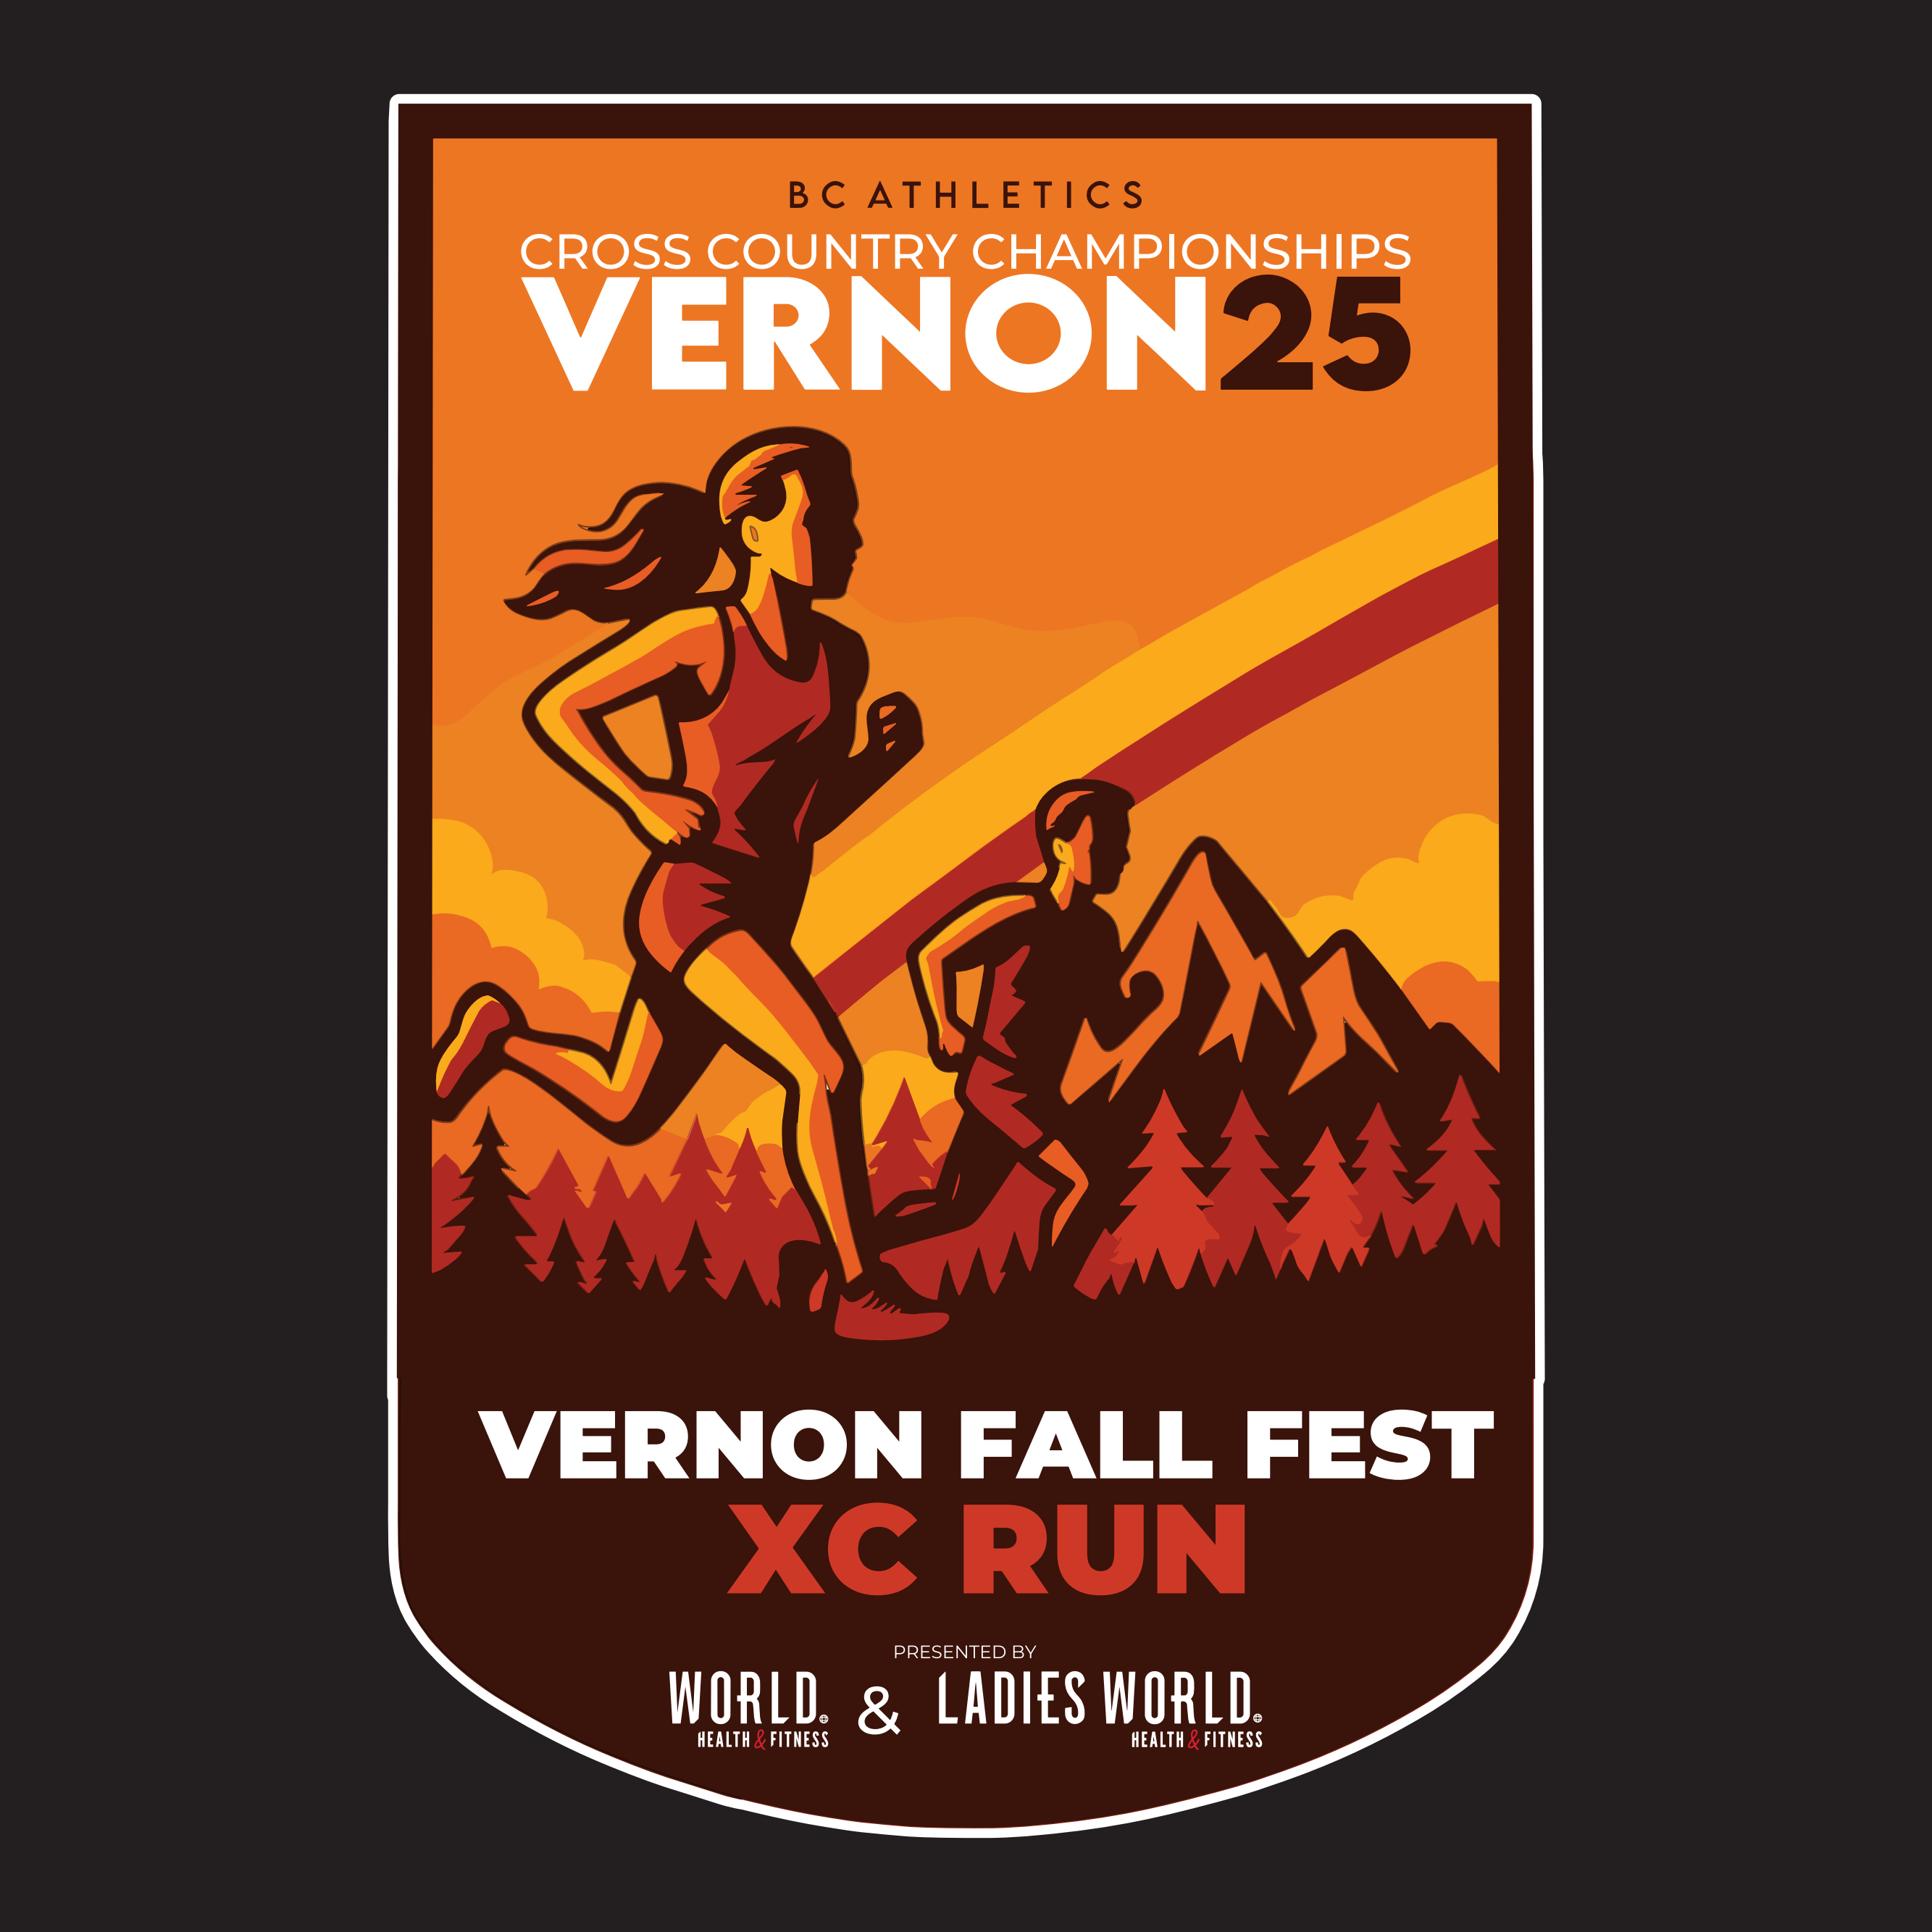 BC ATHLETICS
CROSS COUNTRY CHAMPIONSHIPS
VERNON25
VERNON FALL FEST
XC RUN
PRESENTED BY
WORLD. & LADIES WORLD.
HEALTH & FITNESS HEALTH & FITNESS